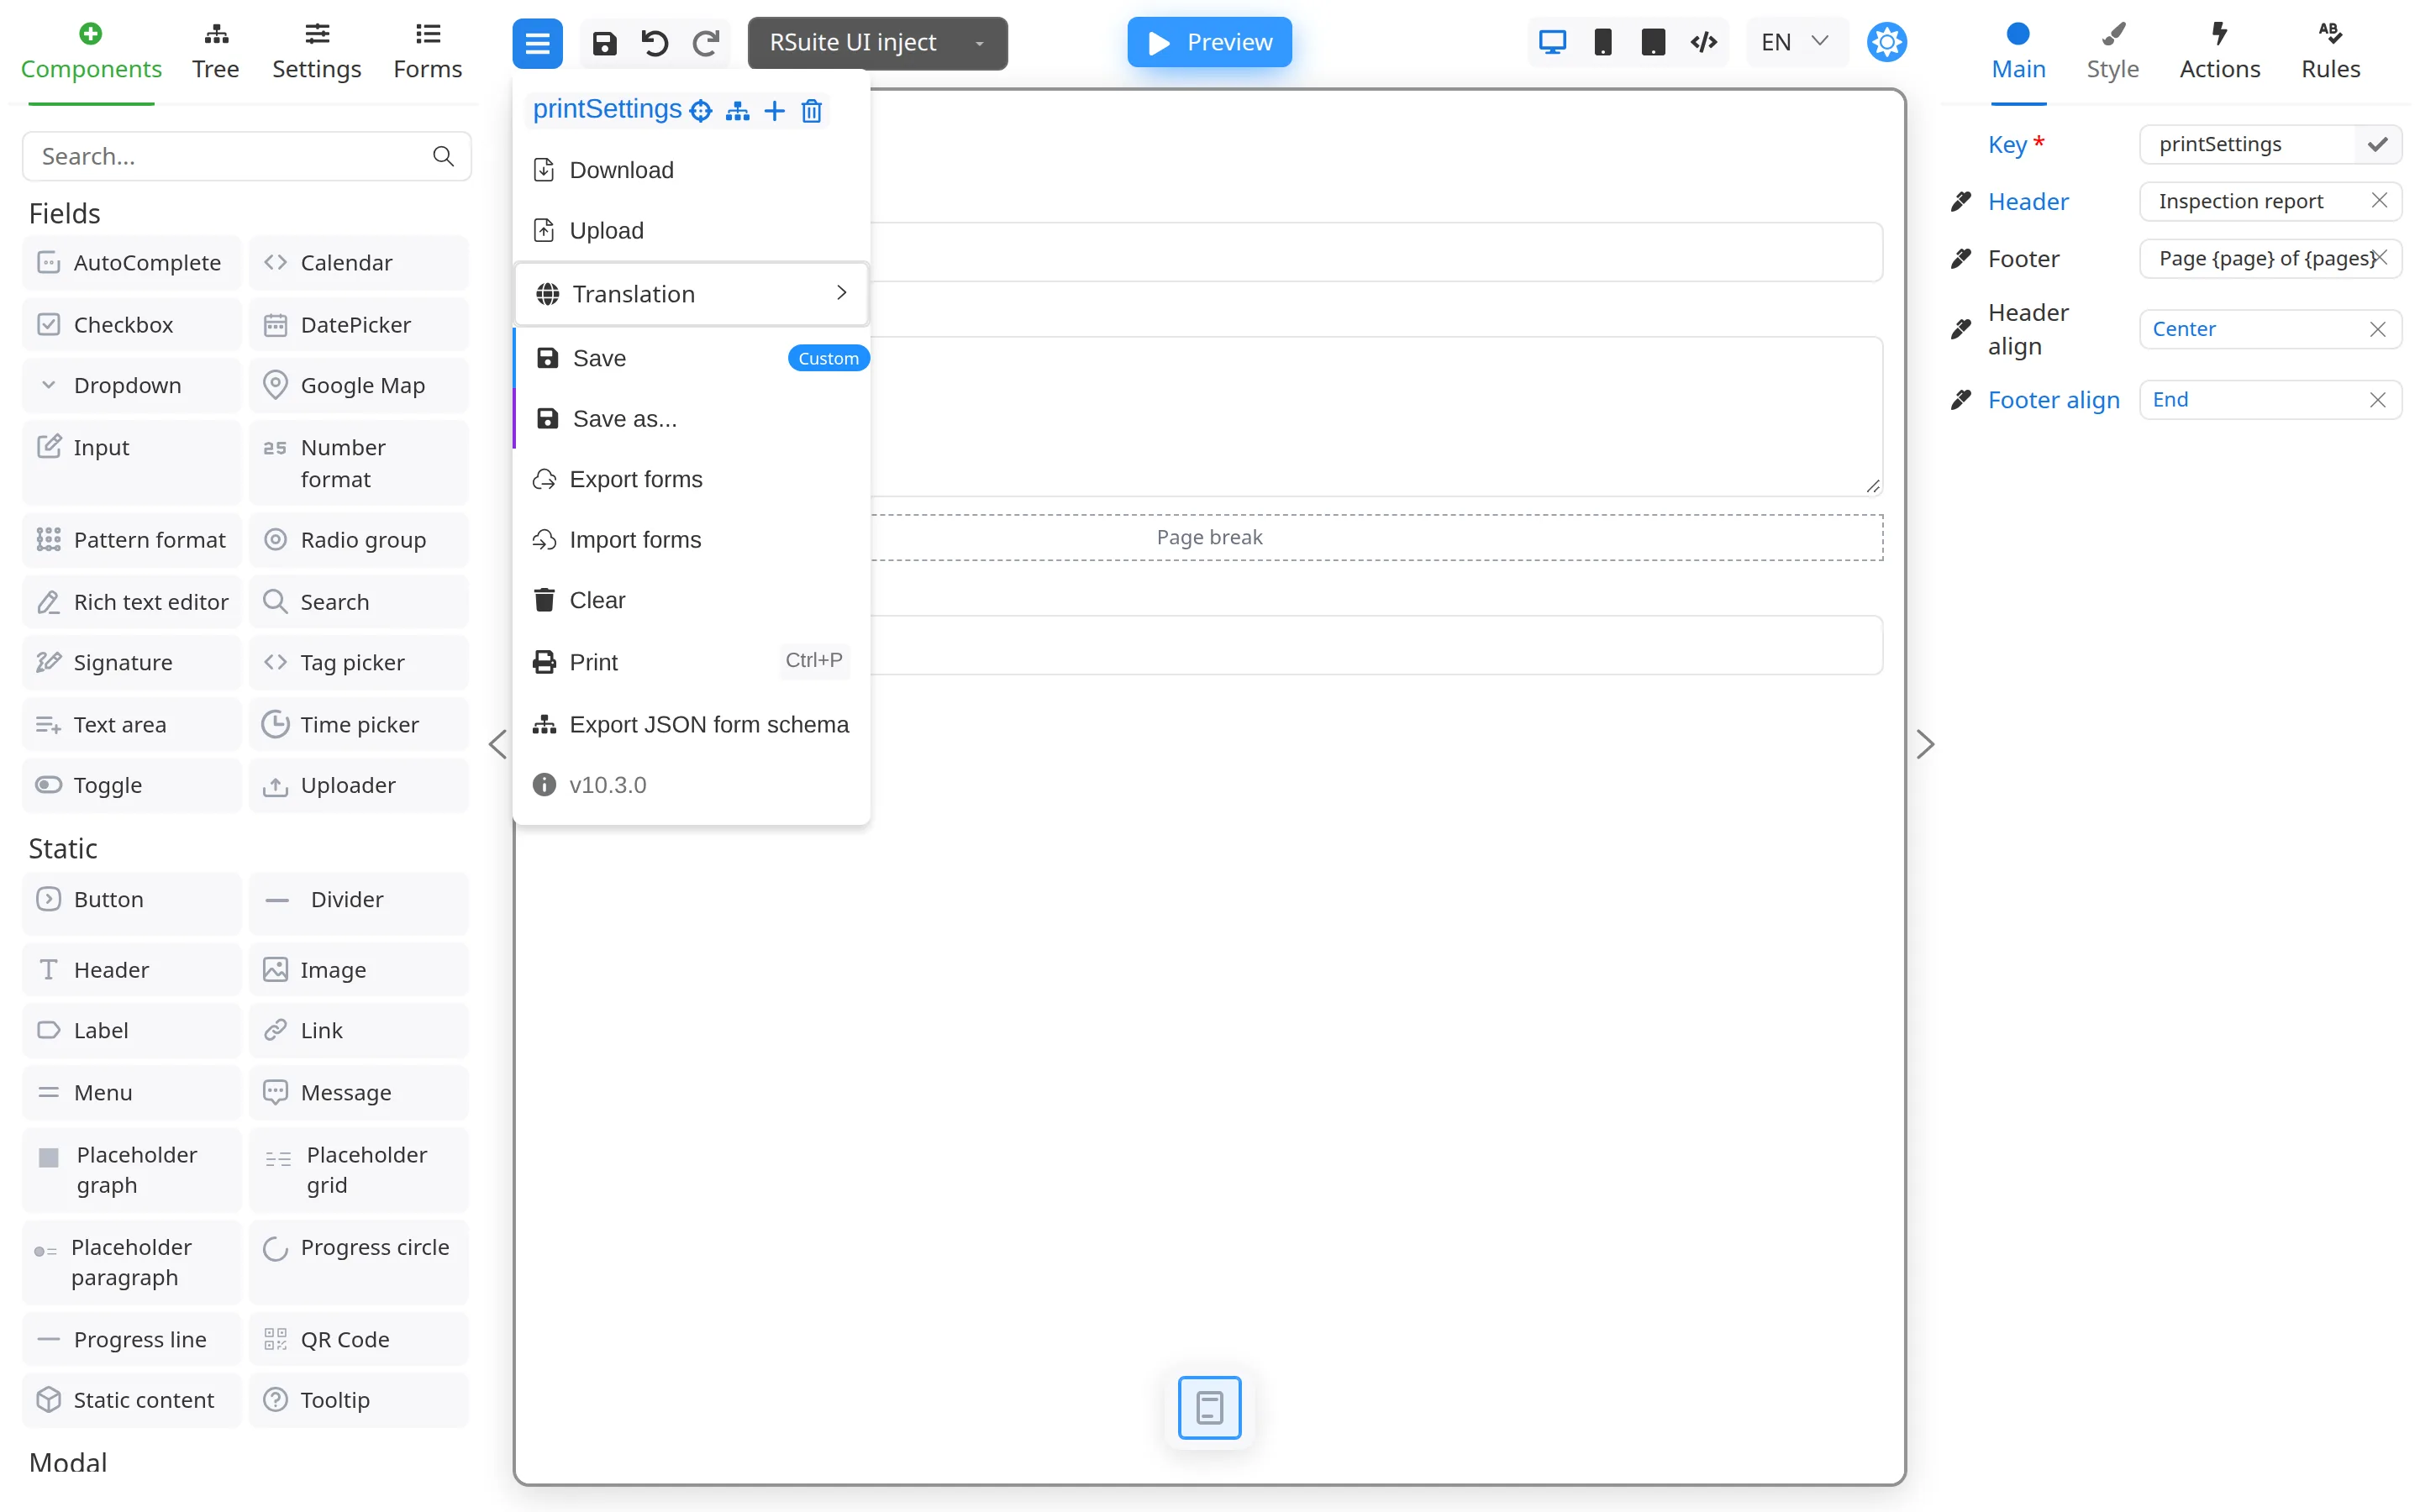 Components
Tree
Settings
Forms
Search...
Fields
AutoComplete
Calendar
Checkbox
DatePicker
Dropdown
Google Map
Input
Number
format
Pattern format
Radio group
Rich text editor
Search
Signature
Tag picker
Text area
Time picker
Toggle
Uploader
Static
Button
Divider
Header
Image
Label
Link
Menu
Message
Placeholder
graph
Placeholder
grid
Placeholder
paragraph
Progress circle
Progress line
QR Code
Static content
Tooltip
Modal
RSuite UI inject
Preview
EN
printSettings
Download
Upload
Translation
Save
Custom
Save as...
Export forms
Import forms
Clear
Print
Ctrl+P
Export JSON form schema
v10.3.0
Page break
Main
Style
Actions
Rules
Key *
printSettings
Header
Inspection report
Footer
Page {page} of {pages}
Header
align
Center
Footer align
End